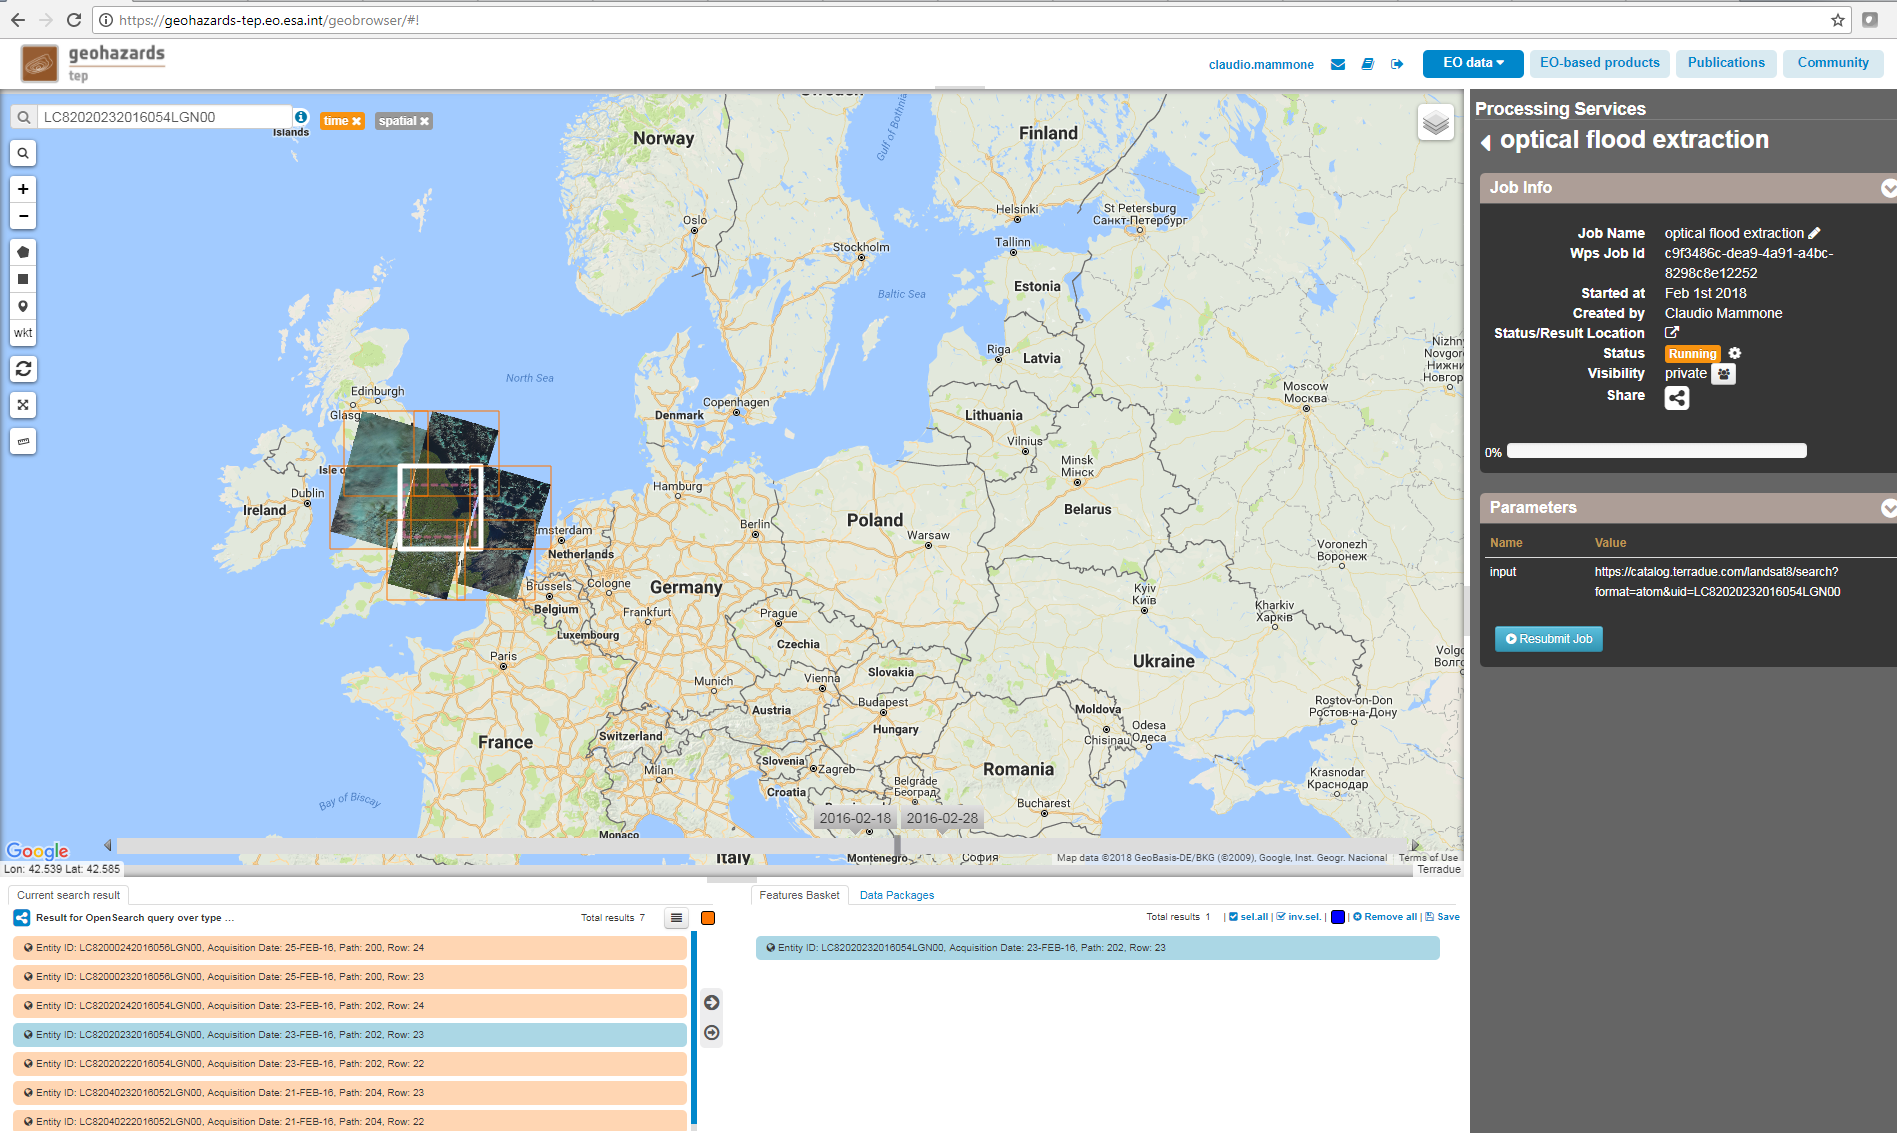 https://geohazards-tep.eo.esa.int/geobrowser/#!
geohazards
tep
claudio.mammone
EO data
EO-based products
Publications
Community
LC82020232016054LGN00
time
spatial
wkt
Islands
Norway
Finland
Gulf of Bothnia
Oslo
Helsinki
St Petersburg
Санкт-Петербург
Stockholm
Tallinn
Estonia
Baltic Sea
Riga
Latvia
North Sea
Edinburgh
Glasg
Copenhagen
Denmark
Lithuania
Vilnius
Moscow
Москва
Minsk
Мінск
Isle o
Dublin
Ireland
Hamburg
Berlin
Poland
Warsaw
Belarus
msterdam
Netherlands
Voronezh
Воронеж
Brussels
Cologne
Belgium
Germany
Frankfurt
Luxembourg
Prague
Czechia
Kyiv
Київ
Kharkiv
Харків
Paris
Munich
Vienna
Slovakia
Ukraine
Austria
Budapest
Hungary
Moldova
Chisinau
Odesa
Одеса
Rostov-on-Don
Ростов-на-Дону
France
Switzerland
Milan
Slovenia
Zagreb
Croatia
Belgrade
Београд
Romania
Bucharest
Krasnodar
Краснодар
Bay of Biscay
Monaco
Italy
Montenegro
София
2016-02-18
2016-02-28
Google
Map data ©2018 GeoBasis-DE/BKG (©2009), Google, Inst. Geogr. Nacional
Terms of Use
Lon: 42.539 Lat: 42.585
Terradue
Processing Services
optical flood extraction
Job Info
Job Name optical flood extraction
Wps Job Id c9f3486c-dea9-4a91-a4bc-
8298c8e12252
Started at Feb 1st 2018
Created by Claudio Mammone
Status/Result Location
Status Running
Visibility private
Share
0%
Parameters
Name Value
input https://catalog.terradue.com/landsat8/search?
format=atom&uid=LC82020232016054LGN00
Resubmit Job
Current search result
Result for OpenSearch query over type ...
Total results 7
Entity ID: LC82000242016056LGN00, Acquisition Date: 25-FEB-16, Path: 200, Row: 24
Entity ID: LC82000232016056LGN00, Acquisition Date: 25-FEB-16, Path: 200, Row: 23
Entity ID: LC82020242016054LGN00, Acquisition Date: 23-FEB-16, Path: 202, Row: 24
Entity ID: LC82020232016054LGN00, Acquisition Date: 23-FEB-16, Path: 202, Row: 23
Entity ID: LC82020222016054LGN00, Acquisition Date: 23-FEB-16, Path: 202, Row: 22
Entity ID: LC82040232016052LGN00, Acquisition Date: 21-FEB-16, Path: 204, Row: 23
Entity ID: LC82040222016052LGN00, Acquisition Date: 21-FEB-16, Path: 204, Row: 22
Features Basket
Data Packages
Total results 1 | sel.all | inv.sel. | Remove all | Save
Entity ID: LC82020232016054LGN00, Acquisition Date: 23-FEB-16, Path: 202, Row: 23